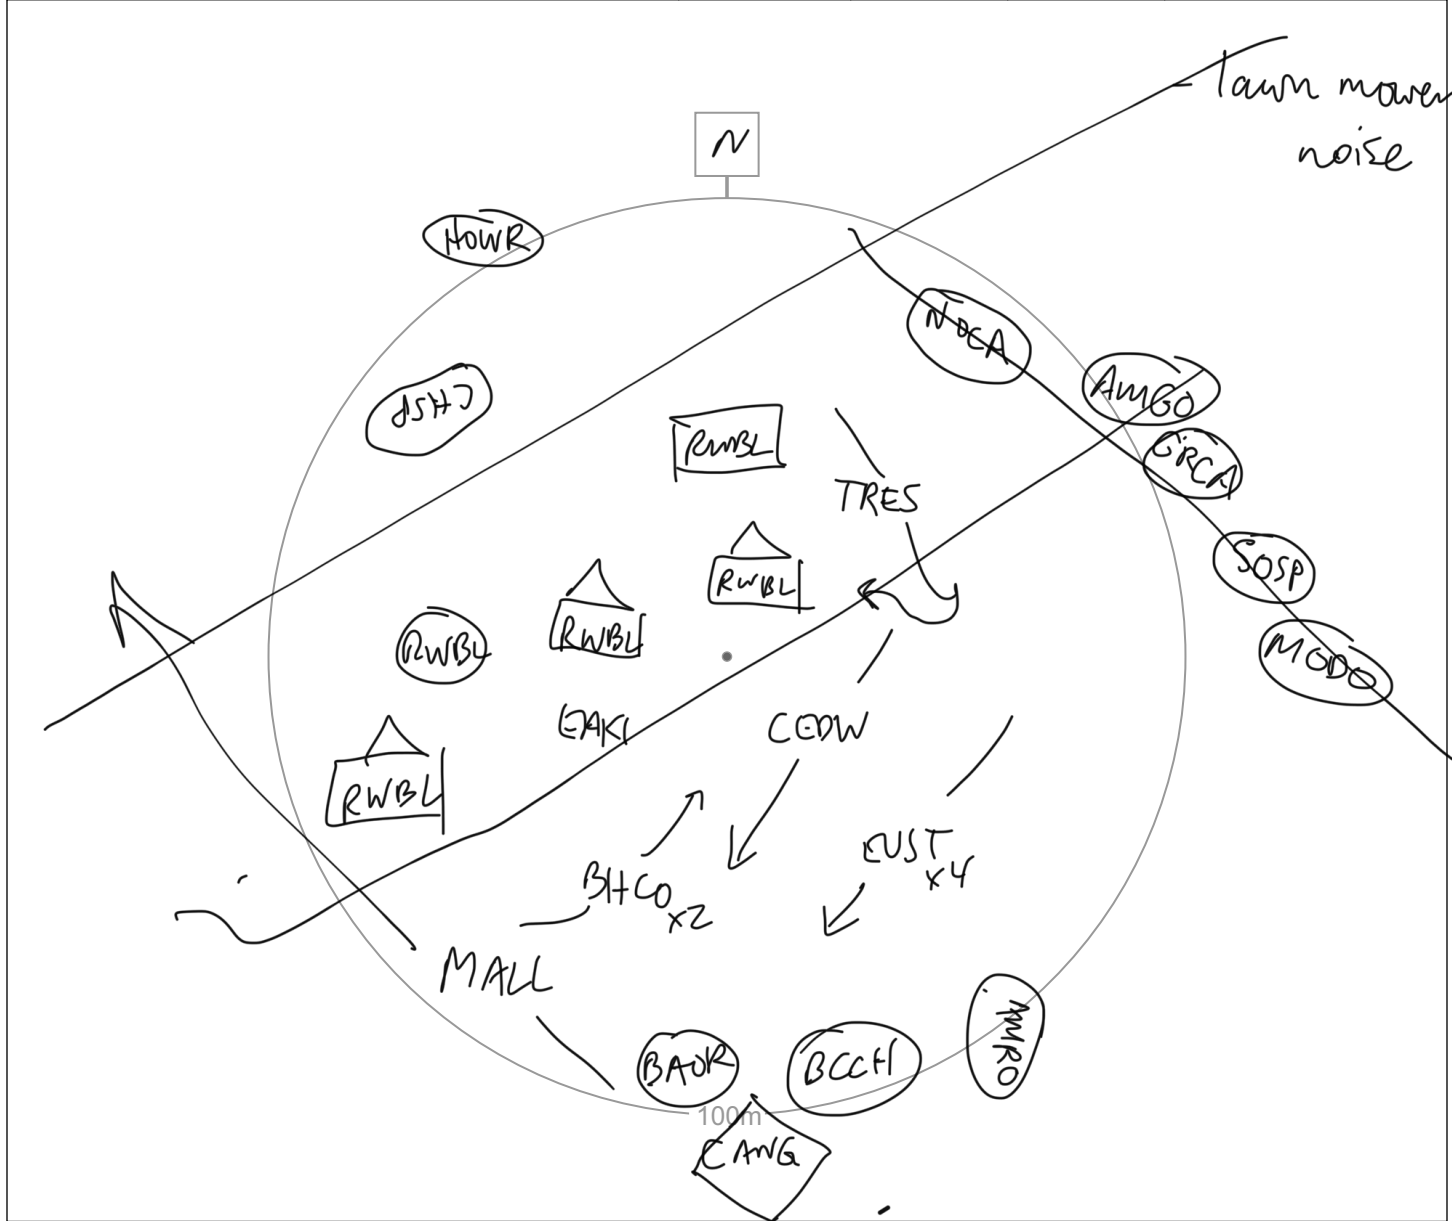 lawn mower
noise
N
HOWR
NOCA
AMGO
CHSP
RWBL
GRCA
TRES
SOSP
RWBL
RWBL
RWBL
MODO
EAKI
CEDW
RWBL
EUST
x4
BHCO
x2
MALL
AMRO
BAOR
BCCH
100m
CANG